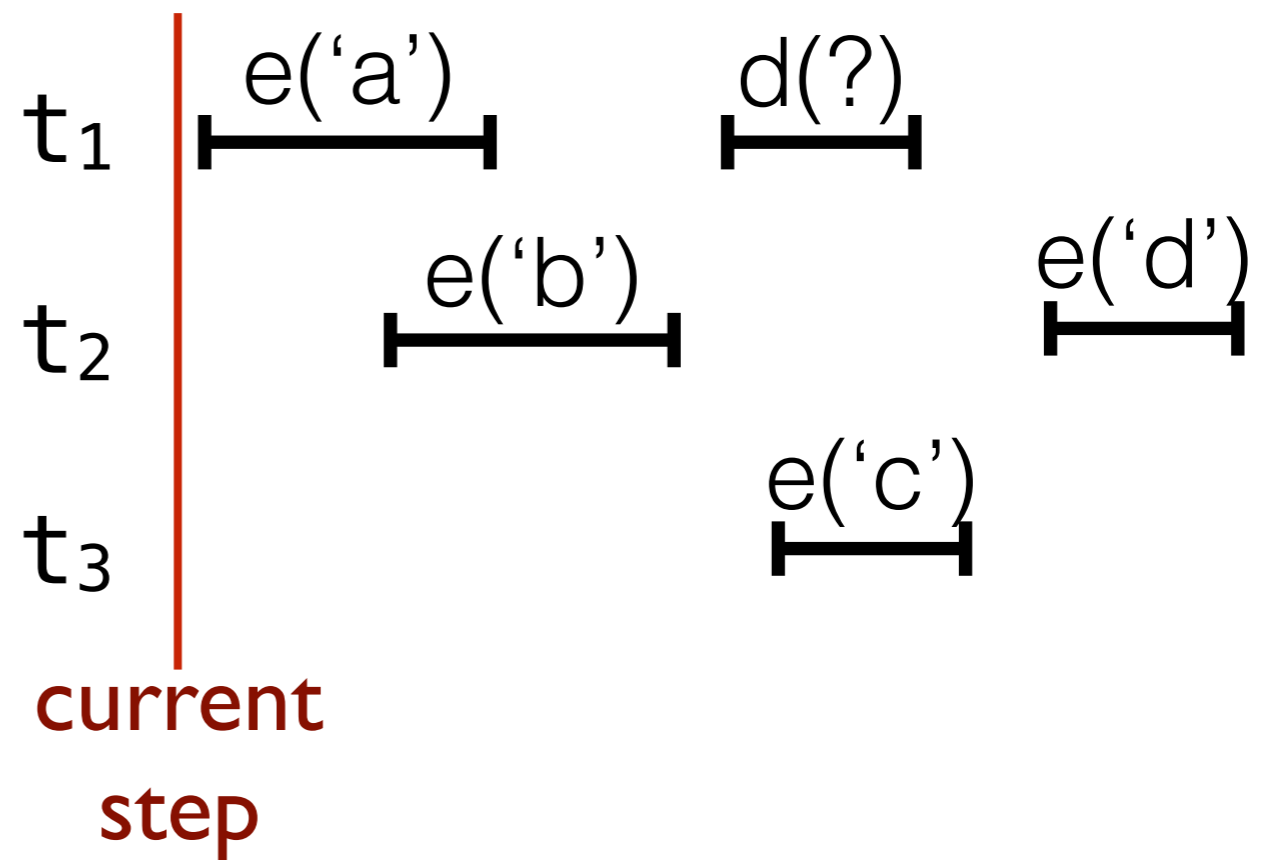 e(‘a’) d(?)
t₁
e(‘b’) e(‘d’)
t₂
e(‘c’)
t₃
current
step